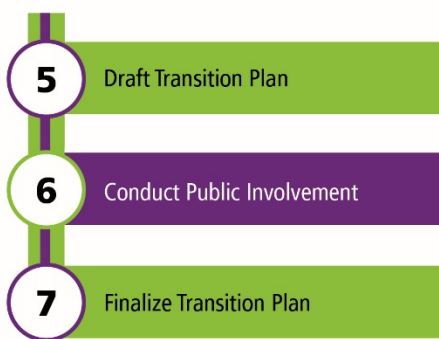 5 Draft Transition Plan
6 Conduct Public Involvement
7 Finalize Transition Plan